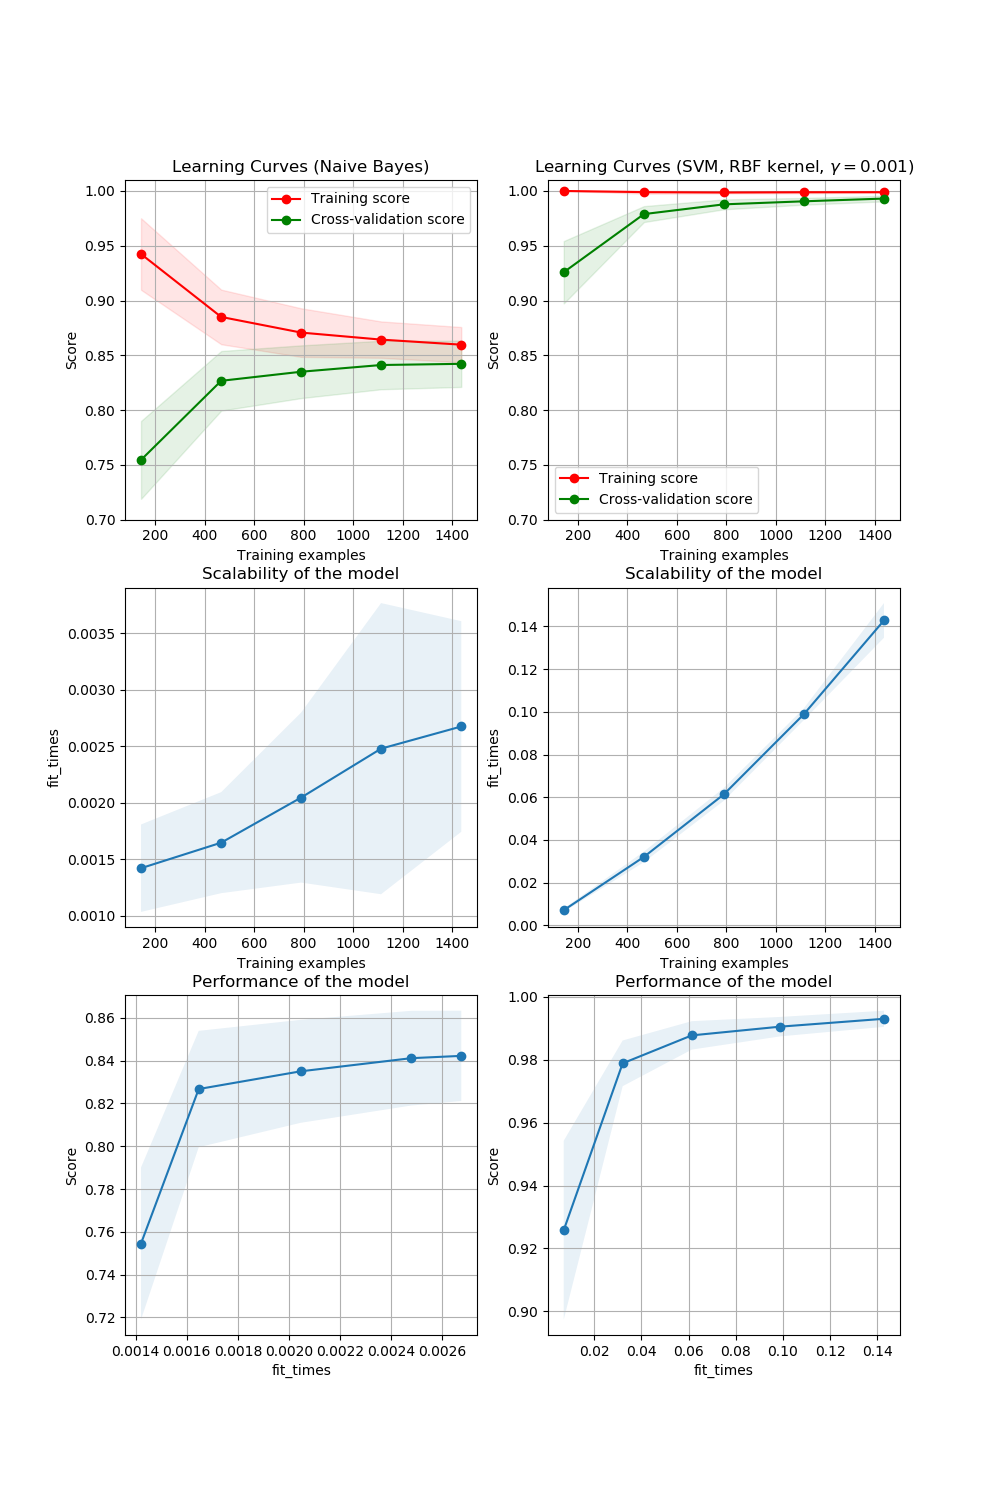 Learning Curves (Naive Bayes)
1.00
0.95
0.90
0.85
0.80
0.75
0.70
Score
Training score
Cross-validation score
200 400 600 800 1000 1200 1400
Training examples
Learning Curves (SVM, RBF kernel, γ = 0.001)
1.00
0.95
0.90
0.85
0.80
0.75
0.70
Score
Training score
Cross-validation score
200 400 600 800 1000 1200 1400
Training examples
Scalability of the model
0.0035
0.0030
0.0025
0.0020
0.0015
0.0010
fit_times
200 400 600 800 1000 1200 1400
Training examples
Scalability of the model
0.14
0.12
0.10
0.08
0.06
0.04
0.02
0.00
fit_times
200 400 600 800 1000 1200 1400
Training examples
Performance of the model
0.86
0.84
0.82
0.80
0.78
0.76
0.74
0.72
Score
0.0014 0.0016 0.0018 0.0020 0.0022 0.0024 0.0026
fit_times
Performance of the model
1.00
0.98
0.96
0.94
0.92
0.90
Score
0.02 0.04 0.06 0.08 0.10 0.12 0.14
fit_times